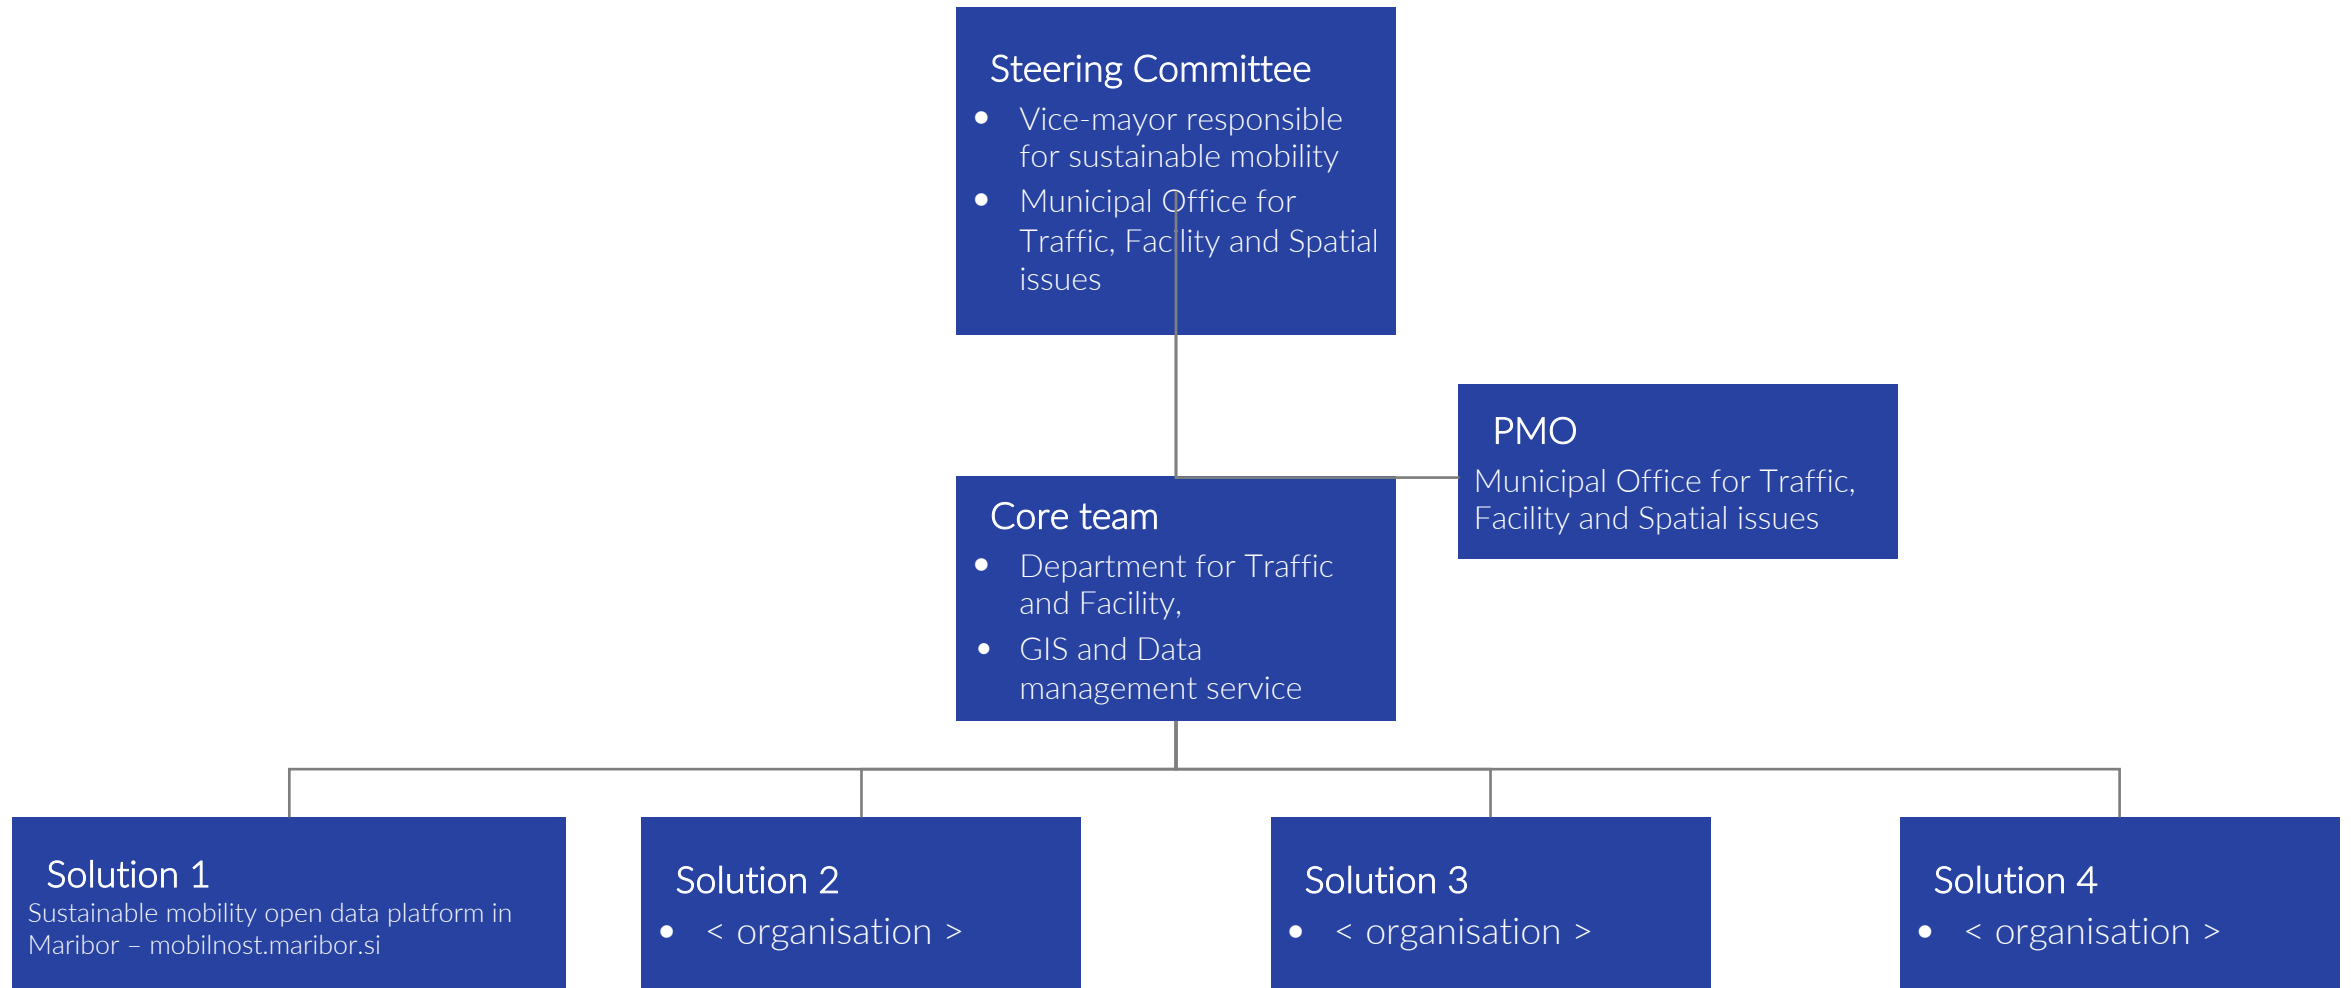 Steering Committee
• Vice-mayor responsible
for sustainable mobility
• Municipal Office for
Traffic, Facility and Spatial
issues
PMO
Municipal Office for Traffic,
Facility and Spatial issues
Core team
• Department for Traffic
and Facility,
• GIS and Data
management service
Solution 1
Sustainable mobility open data platform in
Maribor – mobilnost.maribor.si
Solution 2
• < organisation >
Solution 3
• < organisation >
Solution 4
• < organisation >